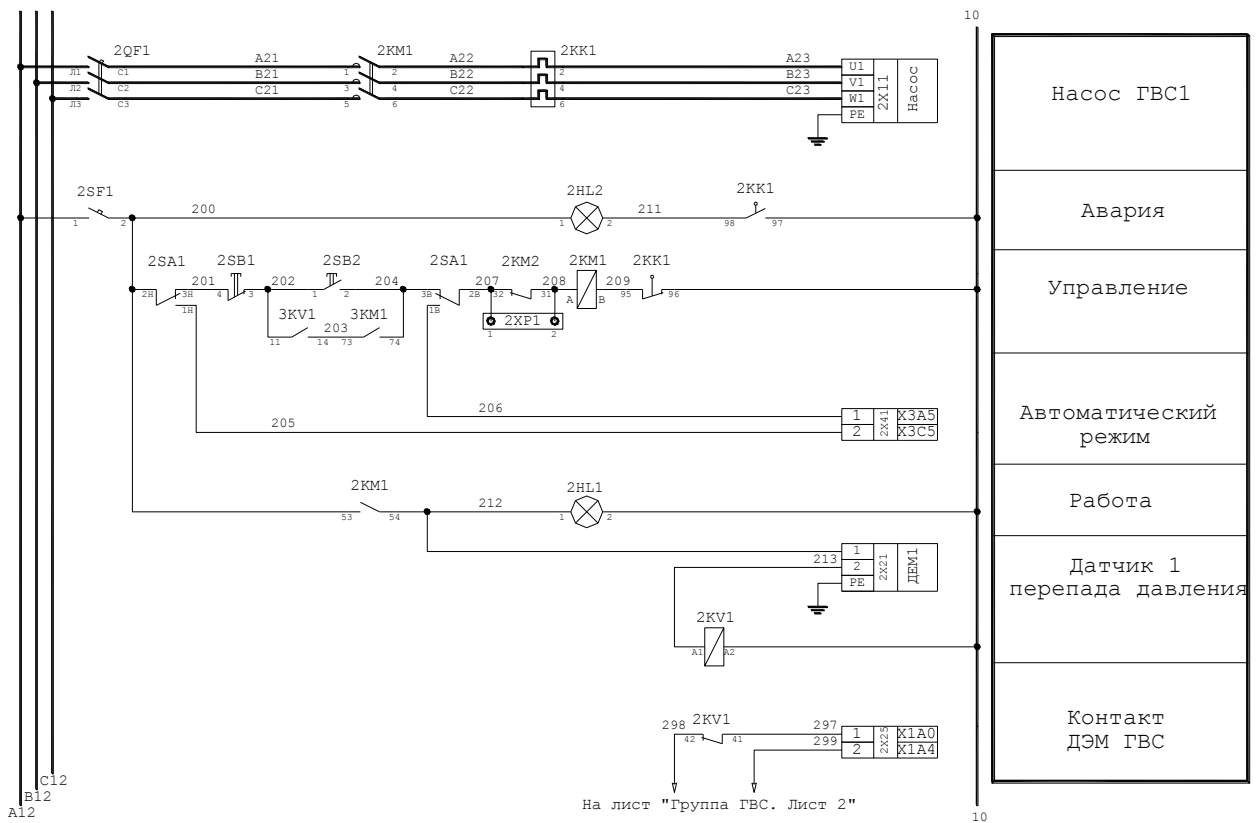 10
2QF1 2KM1 2KK1
A21 A22 A23
B21 B22 B23
C21 C22 C23
Л1 C1 1 2 2 U1
Л2 C2 3 4 4 V1
Л3 C3 5 6 6 W1
PE
2X11
Насос
Насос ГВС1
2SF1 2HL2 2KK1
200 211
1 2 1 2 98 97
Авария
2SA1 2SB1 2SB2 2SA1 2KM2 2KM1 2KK1
201 202 204 207 208 209
2Н 3Н 4 3 1 2 3В 2В 32 31 A B 95 96
1Н 1В
3KV1 203 3KM1
11 14 73 74
2XP1
1 2
Управление
206
205
1 X3A5
2 X3C5
2X41
Автоматический
режим
2KM1 2HL1
212
53 54 1 2
Работа
213
1
2
PE
2X21
ДЕМ1
Датчик 1
перепада давления
2KV1
A1 A2
298 2KV1 297
42 41
299
1 X1A0
2 X1A4
2X25
Контакт
ДЭМ ГВС
C12
B12
A12
На лист "Группа ГВС. Лист 2"
10